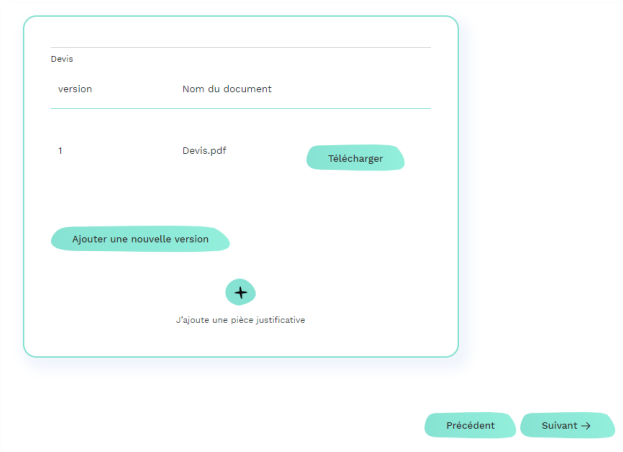 Devis
version Nom du document
1 Devis.pdf Télécharger
Ajouter une nouvelle version
J'ajoute une pièce justificative
Précédent Suivant →